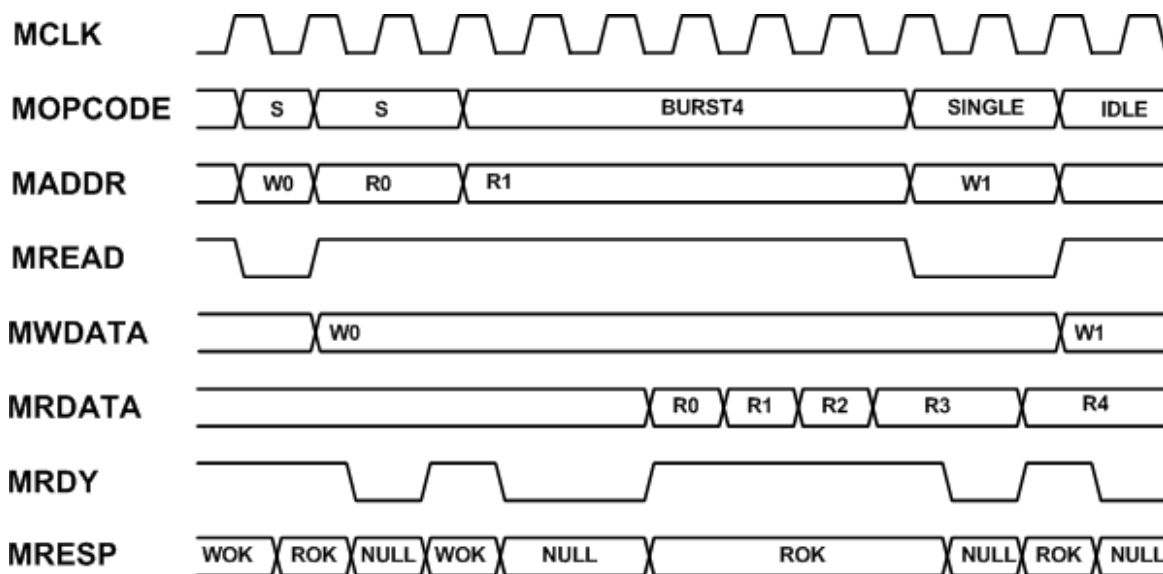 MCLK
MOPCODE S S BURST4 SINGLE IDLE
MADDR W0 R0 R1 W1
MREAD
MWDATA W0 W1
MRDATA R0 R1 R2 R3 R4
MRDY
MRESP WOK ROK NULL WOK NULL ROK NULL ROK NULL